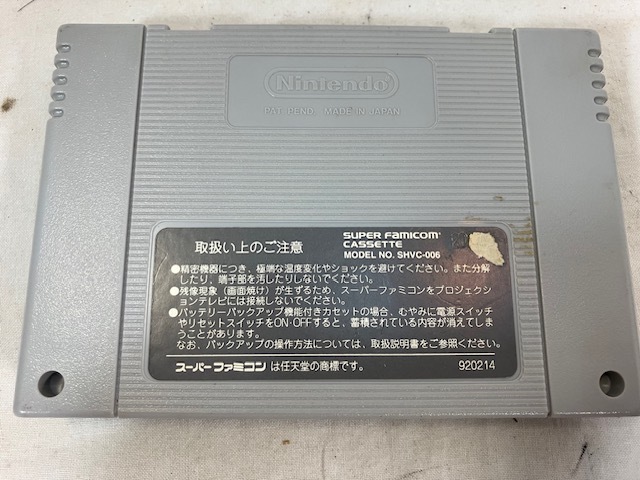 Nintendo
PAT. PEND. MADE IN JAPAN
取扱い上のご注意
SUPER FAMICOM
CASSETTE
MODEL NO. SHVC-006
●精密機器につき、極端な温度変化やショックを避けてください。また分解
したり、端子部を汚したりしないでください。
●残像現象(画面焼け)が生ずるため、スーパーファミコンをプロジェクシ
ョンテレビには接続しないでください。
●バッテリーバックアップ機能付きカセットの場合、むやみに電源スイッチ
やリセットスイッチをON・OFFすると、蓄積されている内容が消えてしま
うことがあります。
なお、バックアップの操作方法については、取扱説明書をご参照ください。
スーパーファミコンは任天堂の商標です。
920214